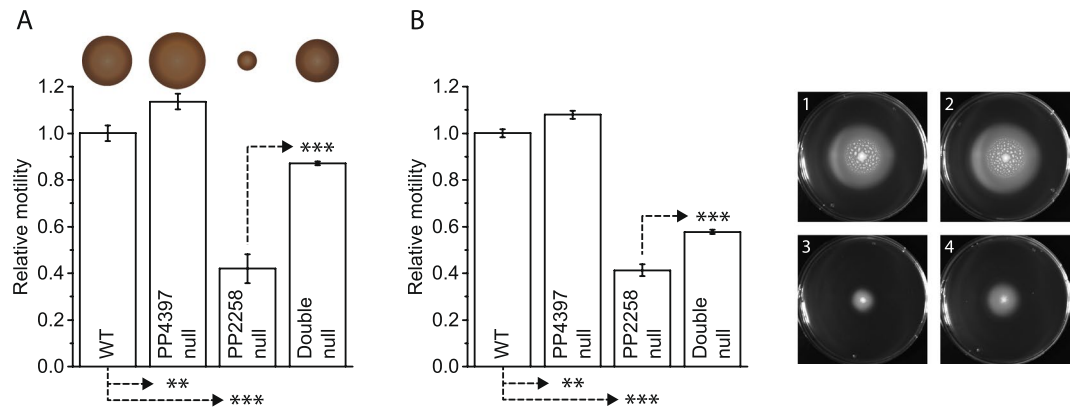 A
Relative motility
1.2
1.0
0.8
0.6
0.4
0.2
0.0
WT
PP4397
null
PP2258
null
Double
null
***
**
***
B
Relative motility
1.2
1.0
0.8
0.6
0.4
0.2
0.0
WT
PP4397
null
PP2258
null
Double
null
***
**
***
1
2
3
4